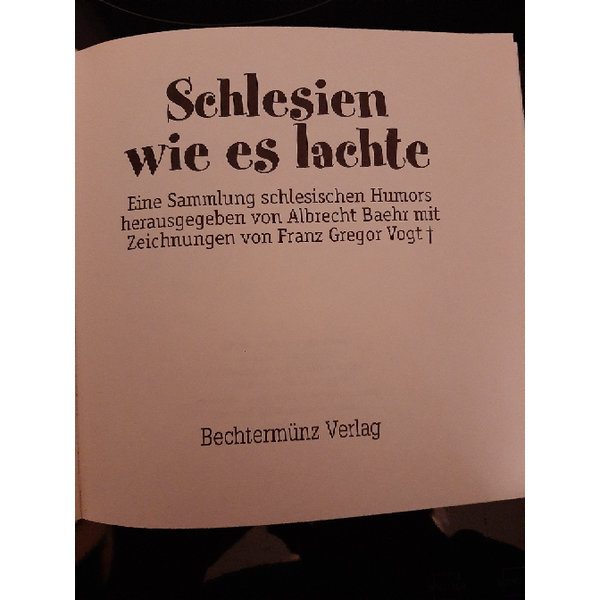 Schlesien
wie es lachte
Eine Sammlung schlesischen Humors
herausgegeben von Albrecht Baehr mit
Zeichnungen von Franz Gregor Vogt †
Bechtermünz Verlag